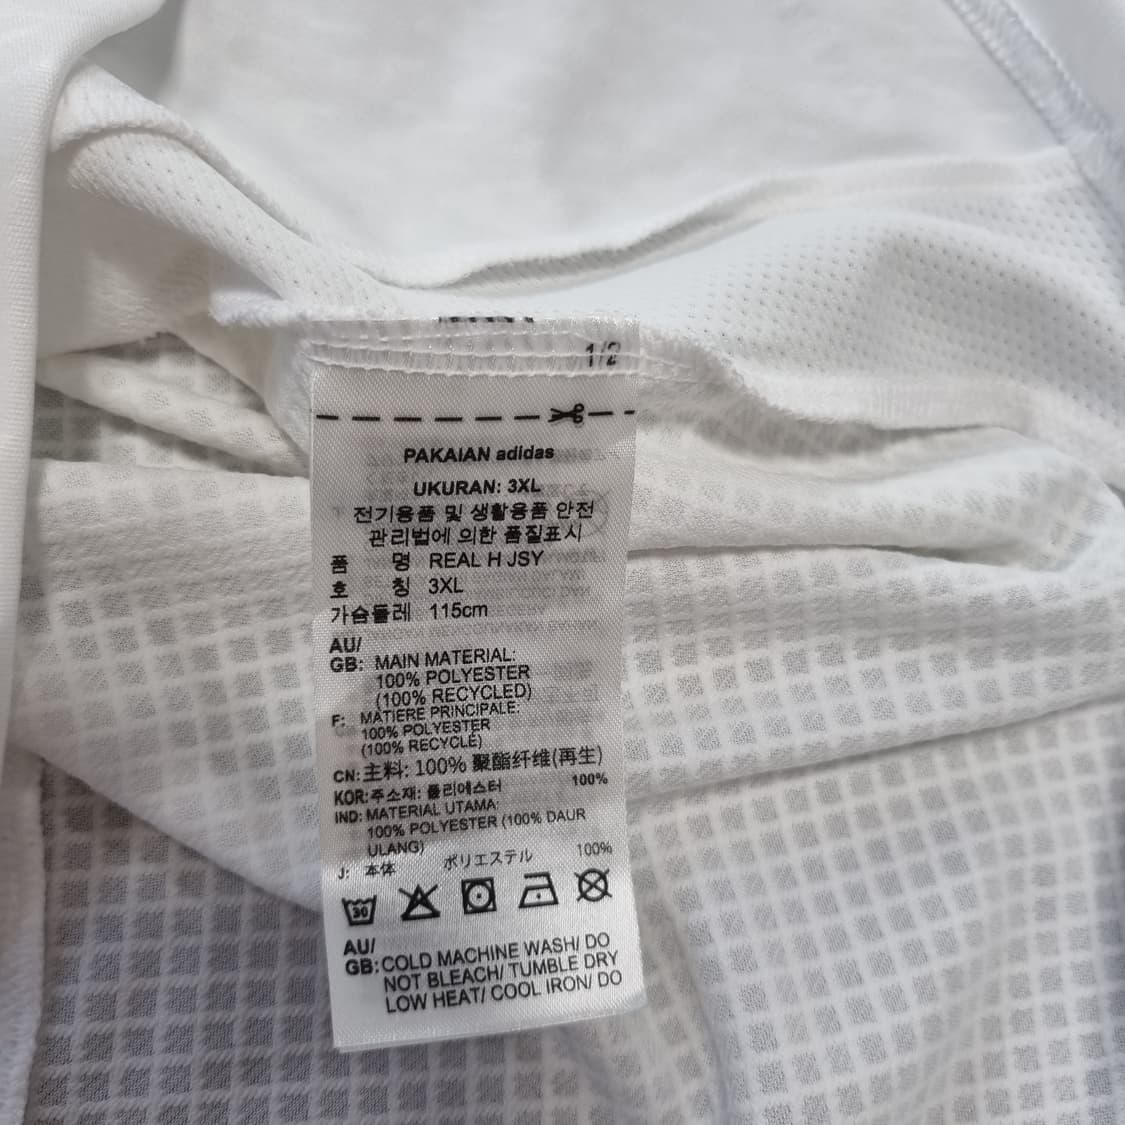 1/2
PAKAIAN adidas
UKURAN: 3XL
전기용품 및 생활용품 안전
관리법에 의한 품질표시
품 명 REAL H JSY
호 칭 3XL
가슴둘레 115cm
AU/
GB: MAIN MATERIAL:
100% POLYESTER
(100% RECYCLED)
F: MATIERE PRINCIPALE:
100% POLYESTER
(100% RECYCLÉ)
CN: 主料: 100% 聚酯纤维(再生)
KOR: 주소재: 폴리에스터 100%
IND: MATERIAL UTAMA:
100% POLYESTER (100% DAUR
ULANG)
J: 本体 ポリエステル 100%
30
AU/
GB: COLD MACHINE WASH/ DO
NOT BLEACH/ TUMBLE DRY
LOW HEAT/ COOL IRON/ DO